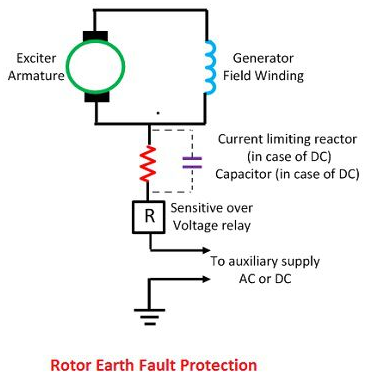 Exciter
Armature
Generator
Field Winding
Current limiting reactor
(in case of DC)
Capacitor (in case of DC)
R
Sensitive over
Voltage relay
To auxiliary supply
AC or DC
Rotor Earth Fault Protection